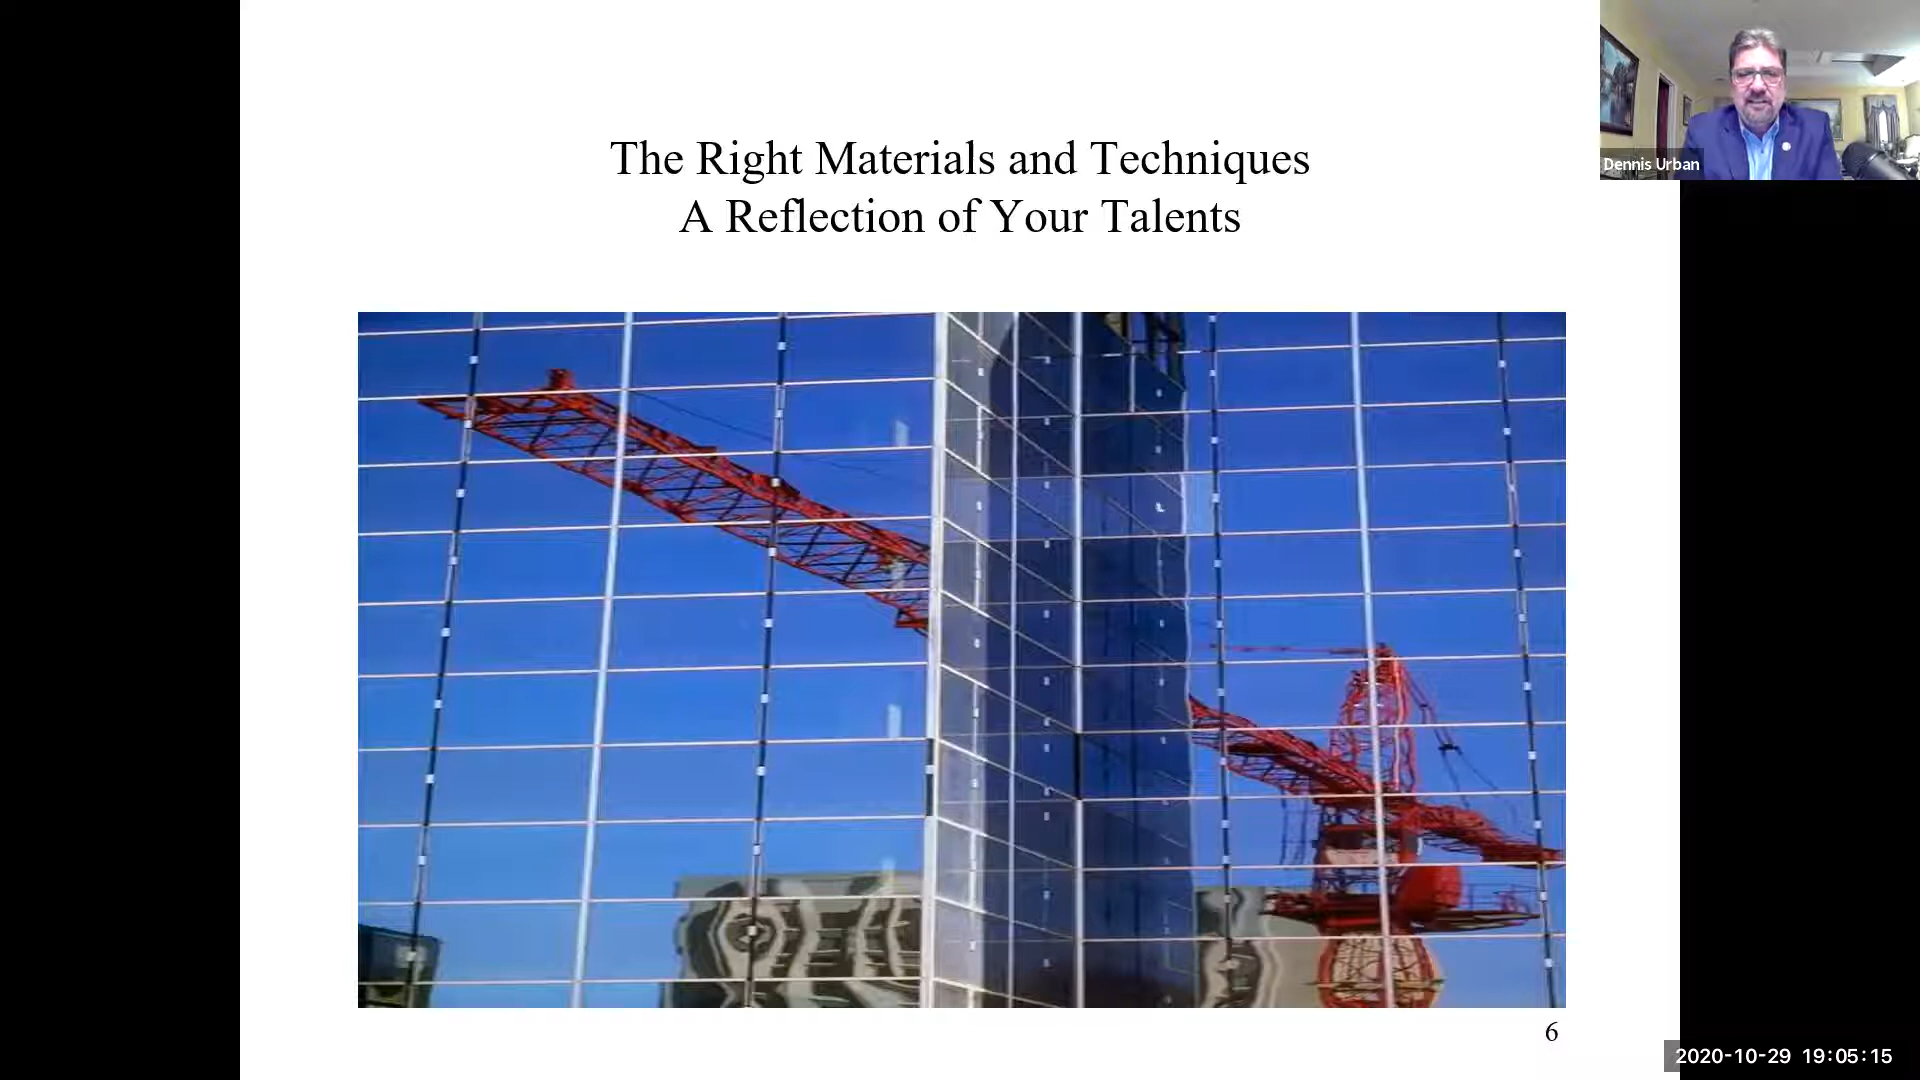 The Right Materials and Techniques
A Reflection of Your Talents
Dennis Urban
6
2020-10-29 19:05:15